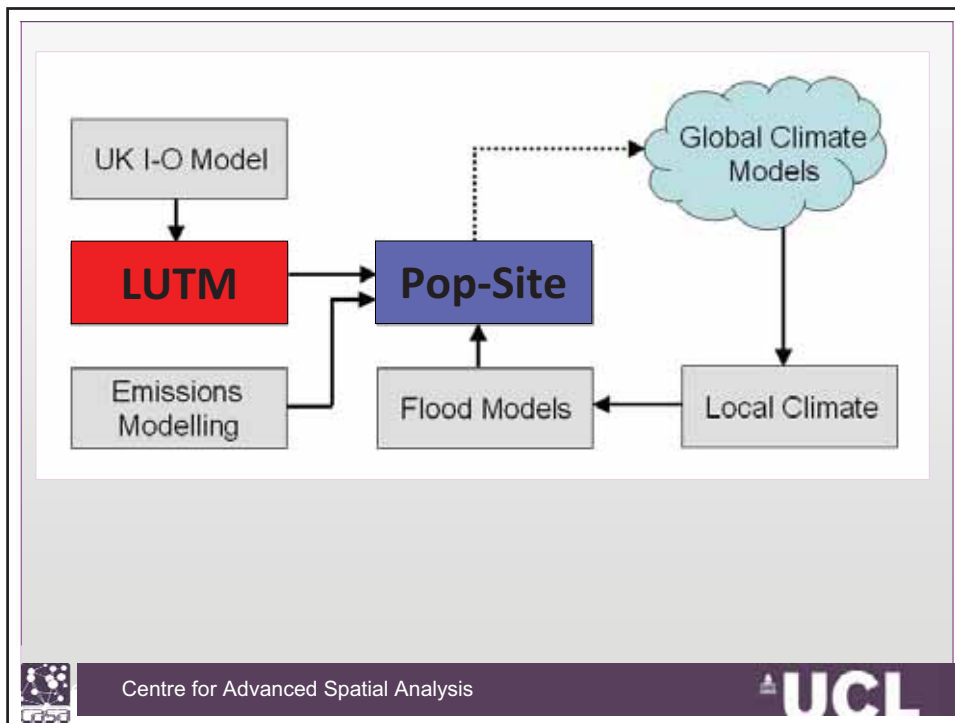 UK I-O Model
Global Climate
Models
LUTM
Pop-Site
Emissions
Modelling
Flood Models
Local Climate
casa
Centre for Advanced Spatial Analysis
UCL